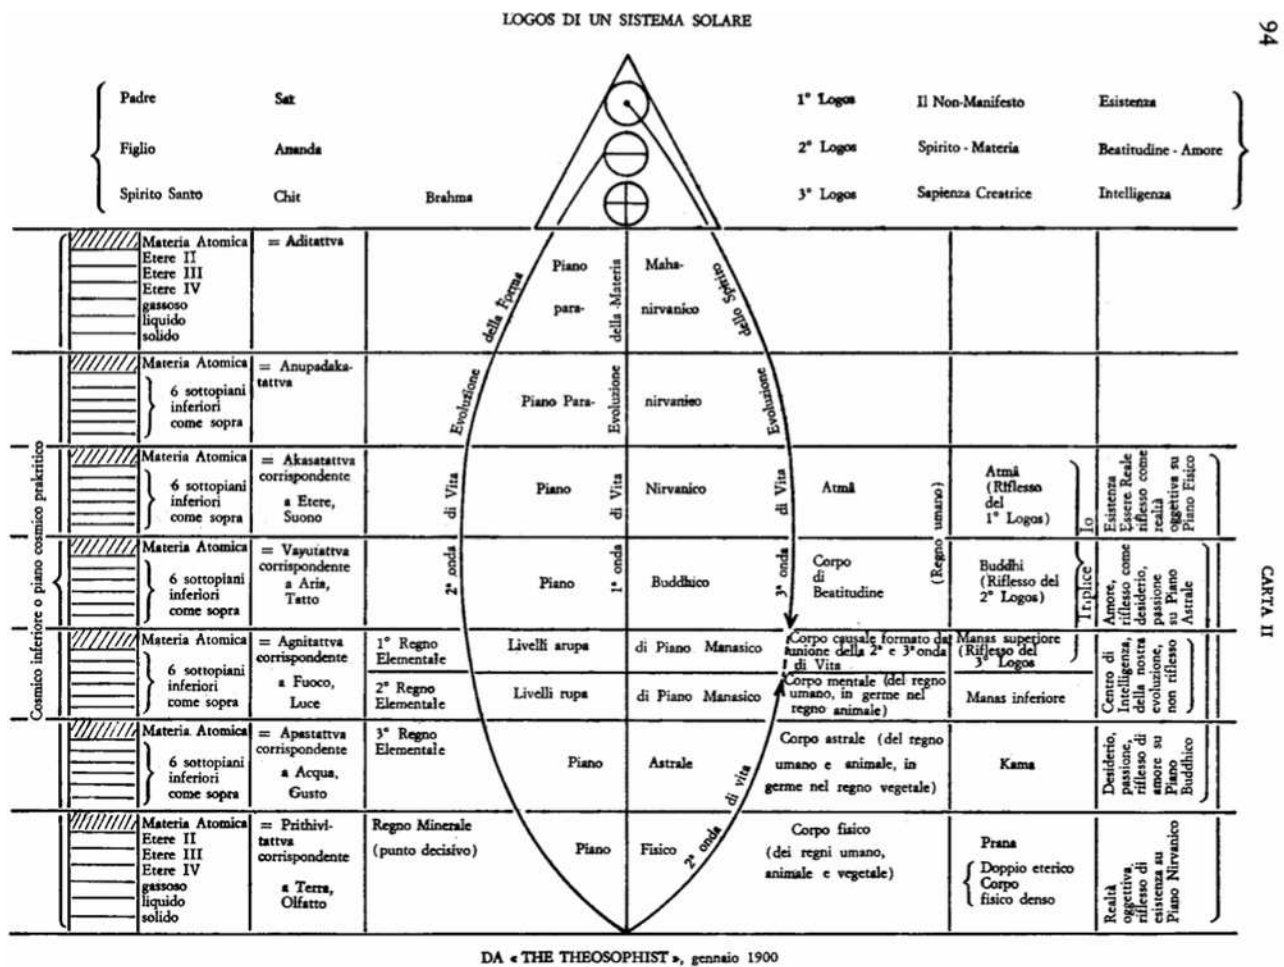 LOGOS DI UN SISTEMA SOLARE
94
Padre Sat 1° Logos Il Non-Manifesto Esistenza
Figlio Ananda 2° Logos Spirito - Materia Beatitudine - Amore
Spirito Santo Chit Brahma 3° Logos Sapienza Creatrice Intelligenza
Cosmico inferiore o piano cosmico prakritico
Materia Atomica
Etere II
Etere III
Etere IV
gassoso
liquido
solido
= Aditattva
Piano Maha-
para- nirvanico
Materia Atomica
6 sottopiani
inferiori
come sopra
= Anupadaka-
tattva
Piano Para- nirvanico
Materia Atomica
6 sottopiani
inferiori
come sopra
= Akasatattva
corrispondente
a Etere,
Suono
Piano Nirvanico
Atmâ
Atmâ
(Riflesso
del
1° Logos)
Esistenza
Essere Reale
riflesso come
realtà
oggettiva su
Piano Fisico
Materia Atomica
6 sottopiani
inferiori
come sopra
= Vayutattva
corrispondente
a Aria,
Tatto
Piano Buddhico
Corpo
di
Beatitudine
(Regno umano)
Buddhi
(Riflesso del
2° Logos)
Triplice Io
Amore,
riflesso come
desiderio,
passione
su Piano
Astrale
Materia Atomica
6 sottopiani
inferiori
come sopra
= Agnitattva
corrispondente
a Fuoco,
Luce
1° Regno
Elementale
Livelli arupa di Piano Manasico
Corpo causale formato da
unione della 2ª e 3ª onda
di Vita
Manas superiore
(Riflesso del
3° Logos
2° Regno
Elementale
Livelli rupa di Piano Manasico
Corpo mentale (del regno
umano, in germe nel
regno animale)
Manas inferiore
Centro di
Intelligenza,
della nostra
evoluzione,
non riflesso
Materia Atomica
6 sottopiani
inferiori
come sopra
= Apastattva
corrispondente
a Acqua,
Gusto
3° Regno
Elementale
Piano Astrale
Corpo astrale (del regno
umano e animale, in
germe nel regno vegetale)
Kama
Desiderio,
passione,
riflesso di
amore su
Piano
Buddhico
Materia Atomica
Etere II
Etere III
Etere IV
gassoso
liquido
solido
= Prithivi-
tattva
corrispondente
a Terra,
Olfatto
Regno Minerale
(punto decisivo)
Piano Fisico
Corpo fisico
(dei regni umano,
animale e vegetale)
Prana
Doppio eterico
Corpo
fisico denso
Realtà
oggettiva,
riflesso di
esistenza su
Piano Nirvanico
2ª onda di Vita Evoluzione della Forma
1ª onda di Vita Evoluzione della Materia
3ª onda di Vita Evoluzione dello Spirito
2ª onda di vita
CARTA II
DA « THE THEOSOPHIST », gennaio 1900